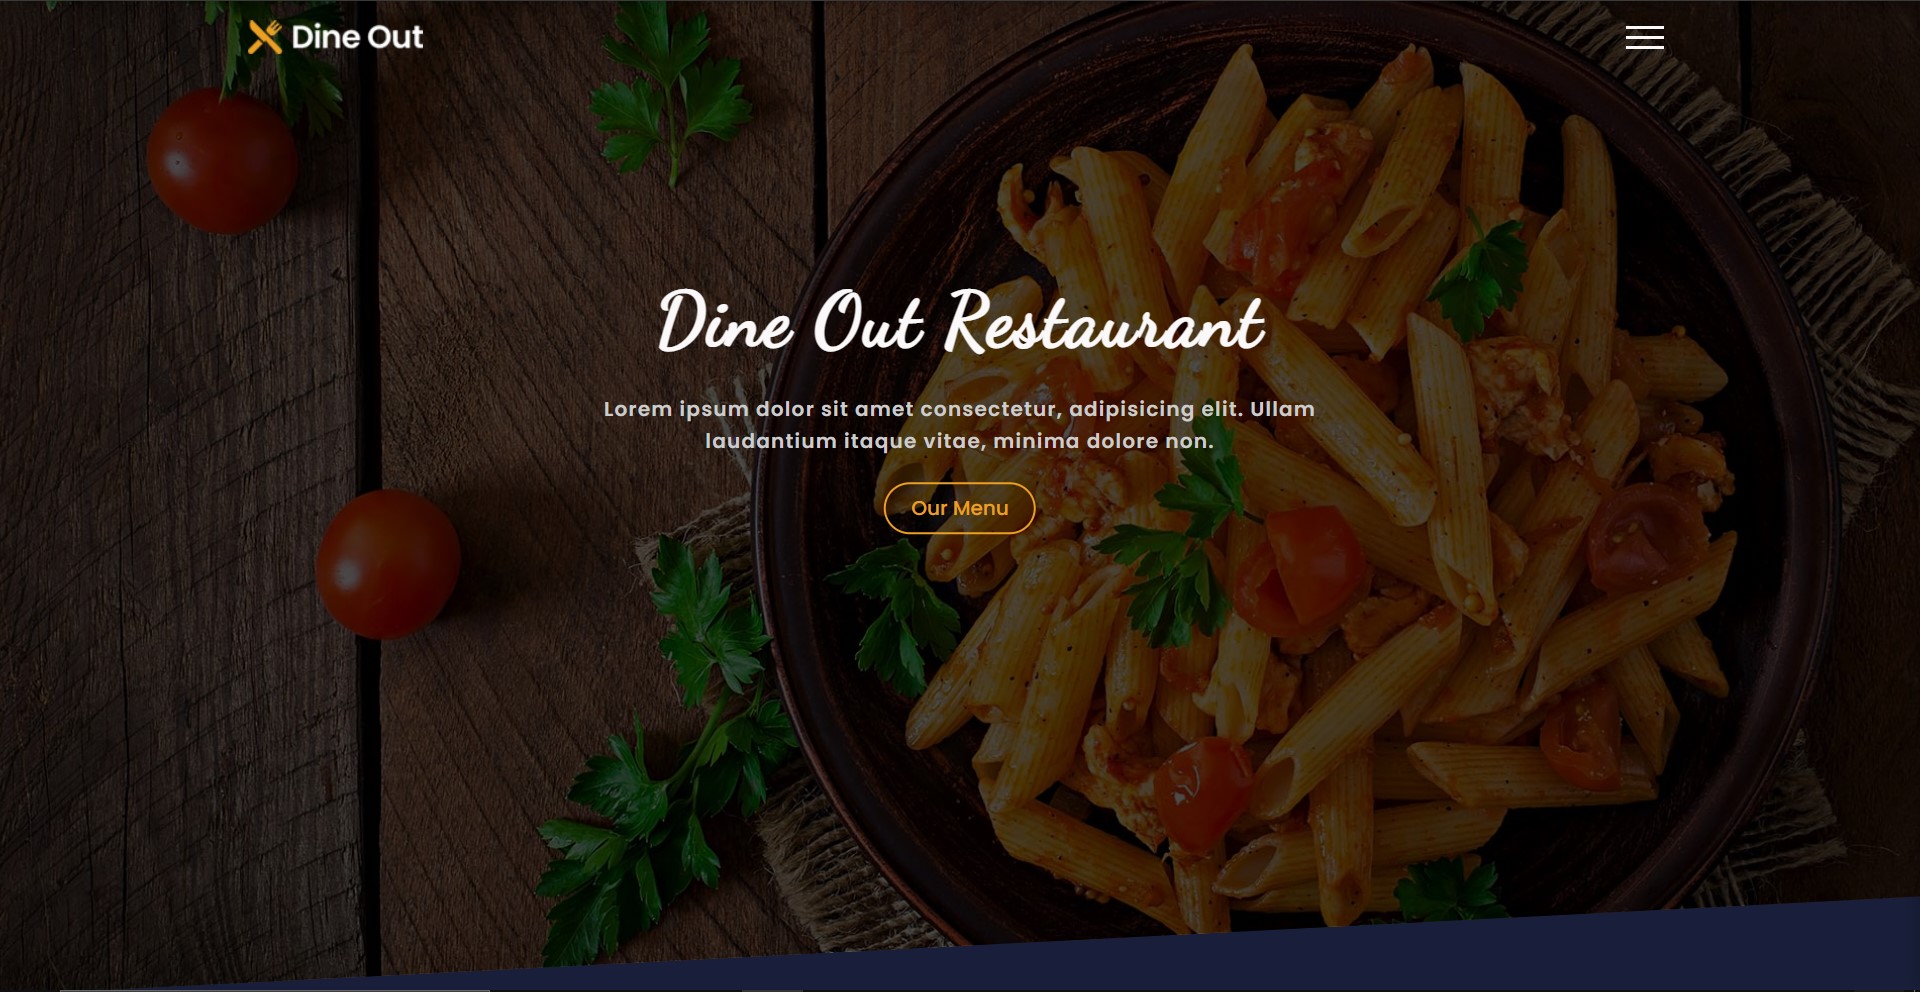 Dine Out
Dine Out Restaurant
Lorem ipsum dolor sit amet consectetur, adipisicing elit. Ullam
laudantium itaque vitae, minima dolore non.
Our Menu